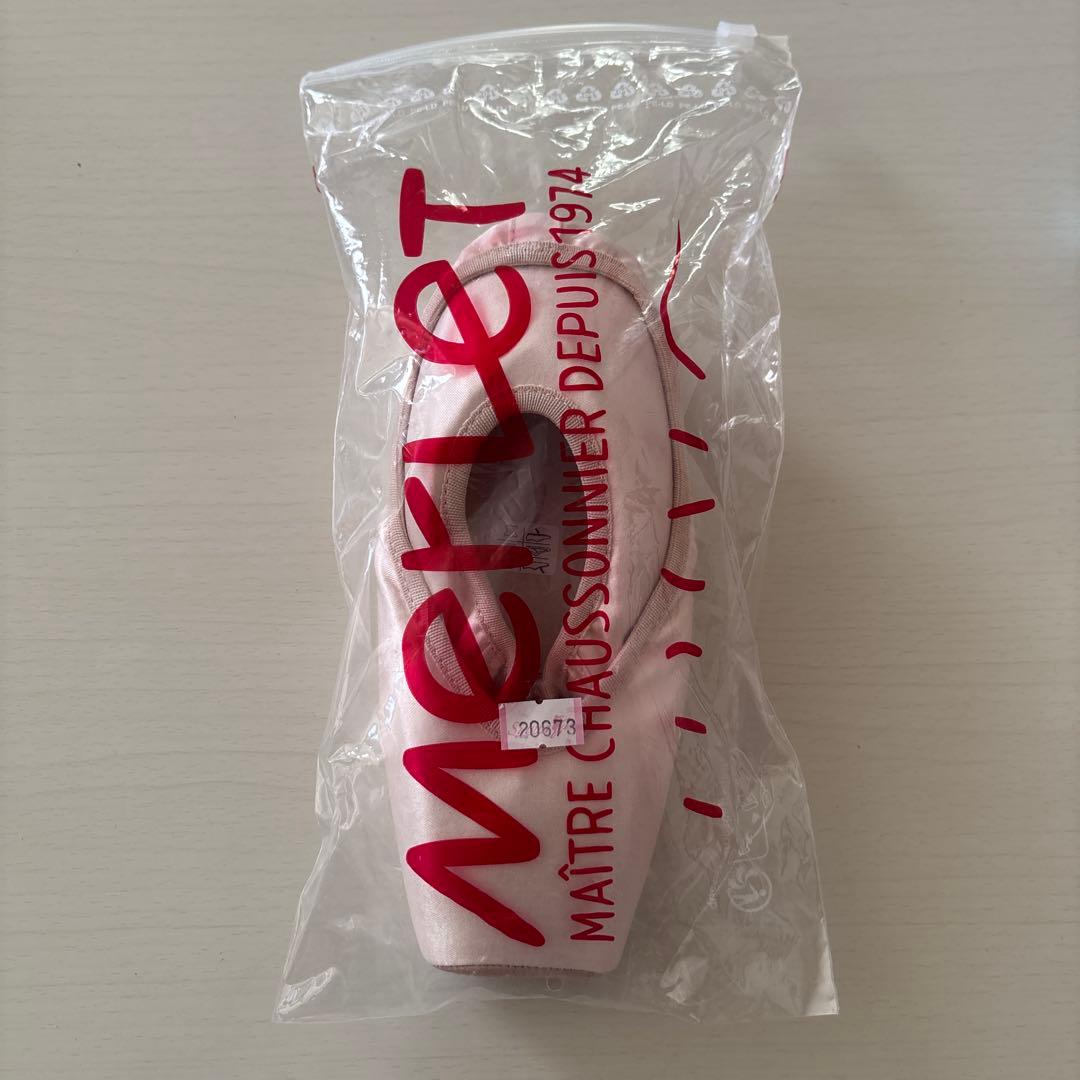 Merlet
MAÎTRE CHAUSSONNIER DEPUIS 1974
20673